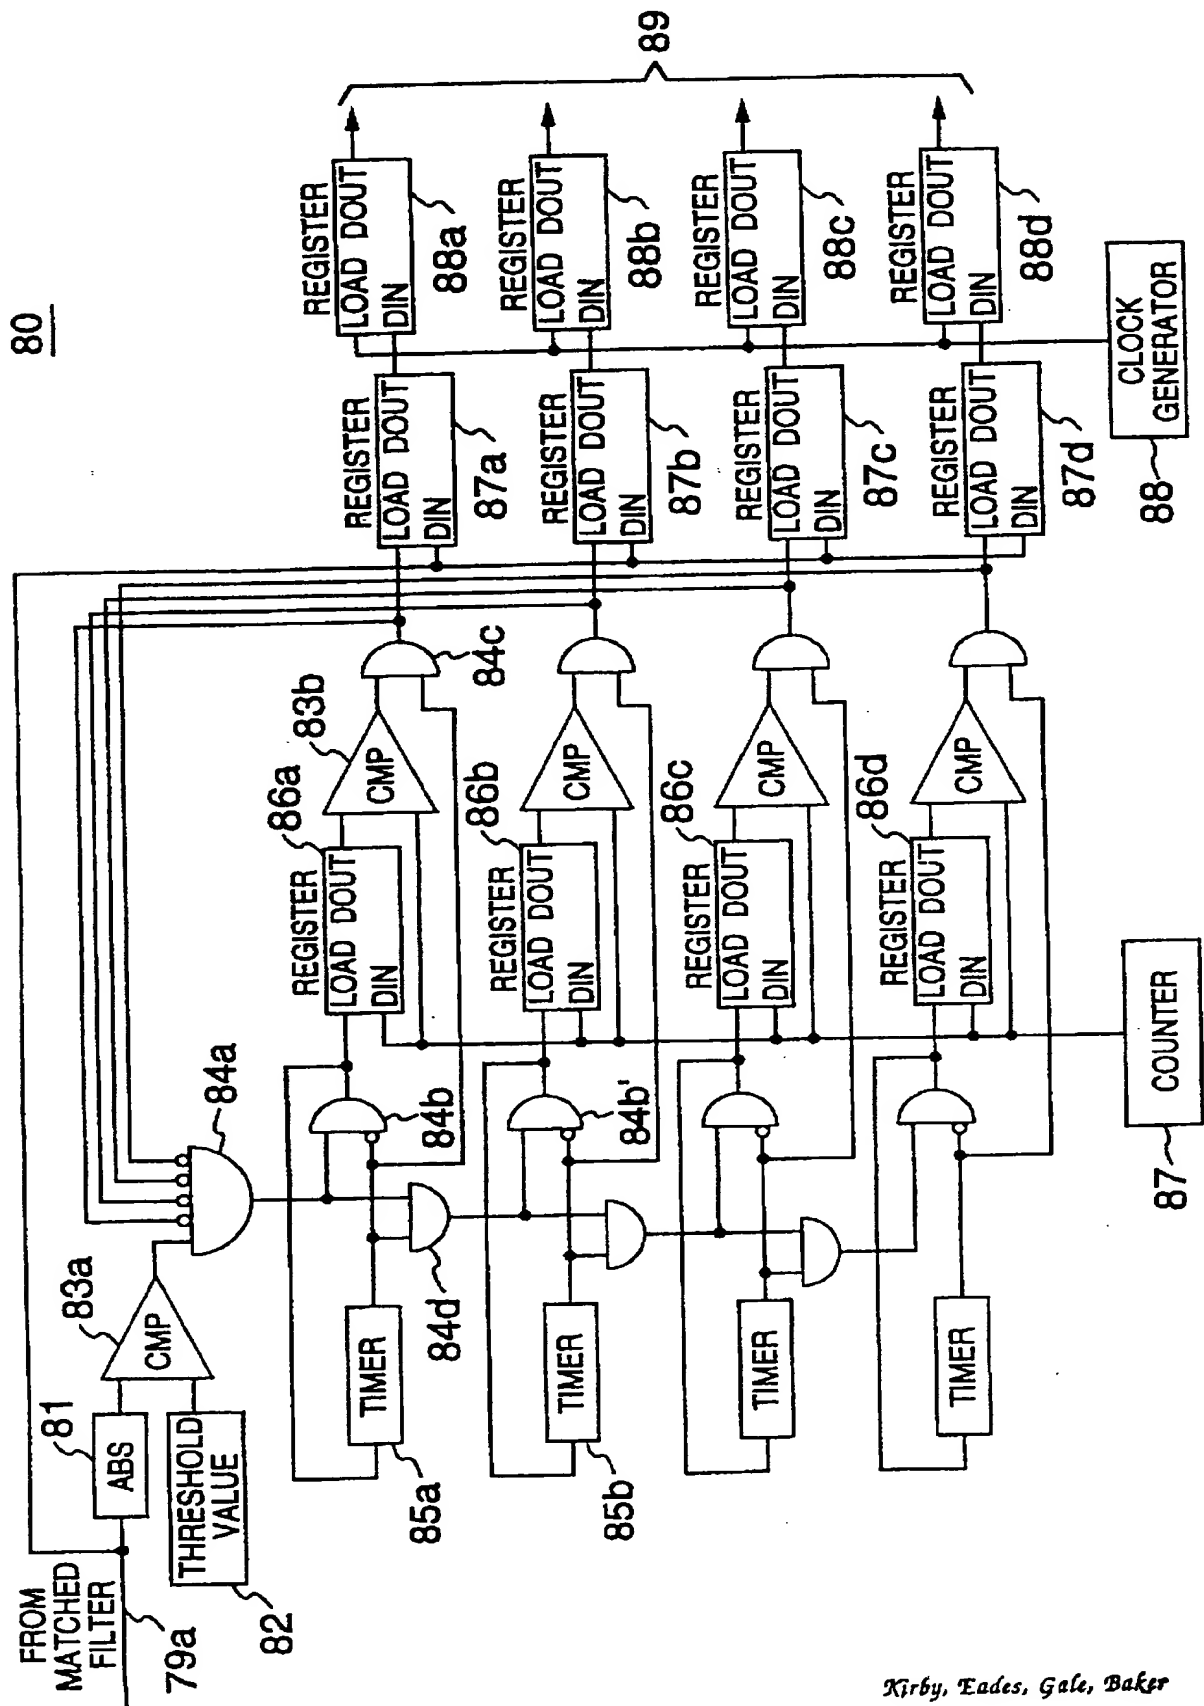 80
FROM
MATCHED
FILTER
79a
ABS
81
THRESHOLD
VALUE
82
CMP
83a
84a
TIMER
85a
84d
84b
REGISTER
LOAD DOUT
DIN
86a
CMP
83b
84c
REGISTER
LOAD DOUT
DIN
87a
REGISTER
LOAD DOUT
DIN
88a
TIMER
85b
84b'
REGISTER
LOAD DOUT
DIN
86b
CMP
REGISTER
LOAD DOUT
DIN
87b
REGISTER
LOAD DOUT
DIN
88b
TIMER
REGISTER
LOAD DOUT
DIN
86c
CMP
REGISTER
LOAD DOUT
DIN
87c
REGISTER
LOAD DOUT
DIN
88c
TIMER
REGISTER
LOAD DOUT
DIN
86d
CMP
REGISTER
LOAD DOUT
DIN
87d
REGISTER
LOAD DOUT
DIN
88d
89
COUNTER
87
CLOCK
GENERATOR
88
Kirby, Eades, Gale, Baker